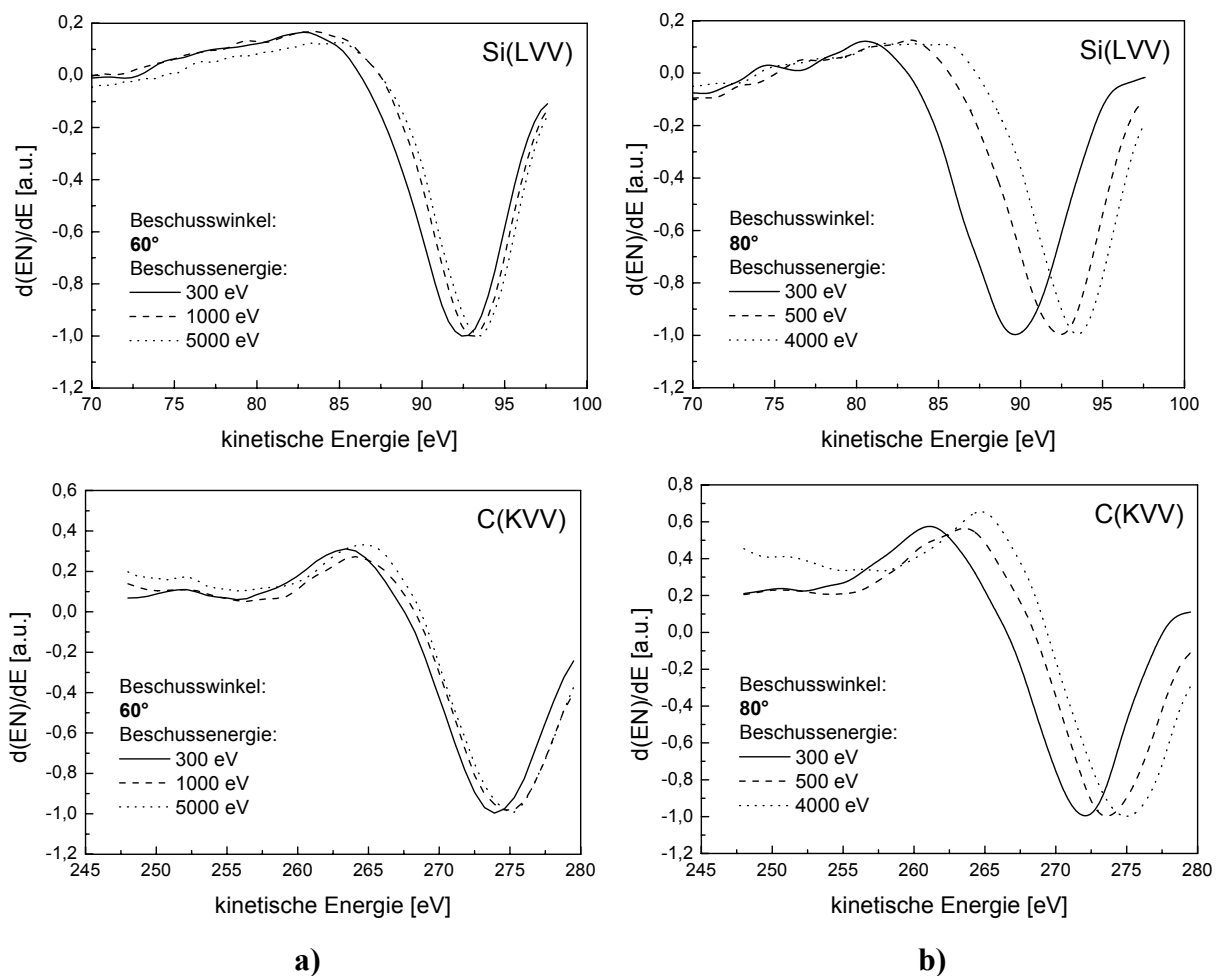 Si(LVV)
0,2
0,0
-0,2
-0,4
-0,6
-0,8
-1,0
-1,2
d(EN)/dE [a.u.]
Beschusswinkel:
60°
Beschussenergie:
300 eV
1000 eV
5000 eV
70 75 80 85 90 95 100
kinetische Energie [eV]
Si(LVV)
0,2
0,0
-0,2
-0,4
-0,6
-0,8
-1,0
-1,2
d(EN)/dE [a.u.]
Beschusswinkel:
80°
Beschussenergie:
300 eV
500 eV
4000 eV
70 75 80 85 90 95 100
kinetische Energie [eV]
C(KVV)
0,6
0,4
0,2
0,0
-0,2
-0,4
-0,6
-0,8
-1,0
-1,2
d(EN)/dE [a.u.]
Beschusswinkel:
60°
Beschussenergie:
300 eV
1000 eV
5000 eV
245 250 255 260 265 270 275 280
kinetische Energie [eV]
C(KVV)
0,8
0,6
0,4
0,2
0,0
-0,2
-0,4
-0,6
-0,8
-1,0
-1,2
d(EN)/dE [a.u.]
Beschusswinkel:
80°
Beschussenergie:
300 eV
500 eV
4000 eV
245 250 255 260 265 270 275 280
kinetische Energie [eV]
a)
b)